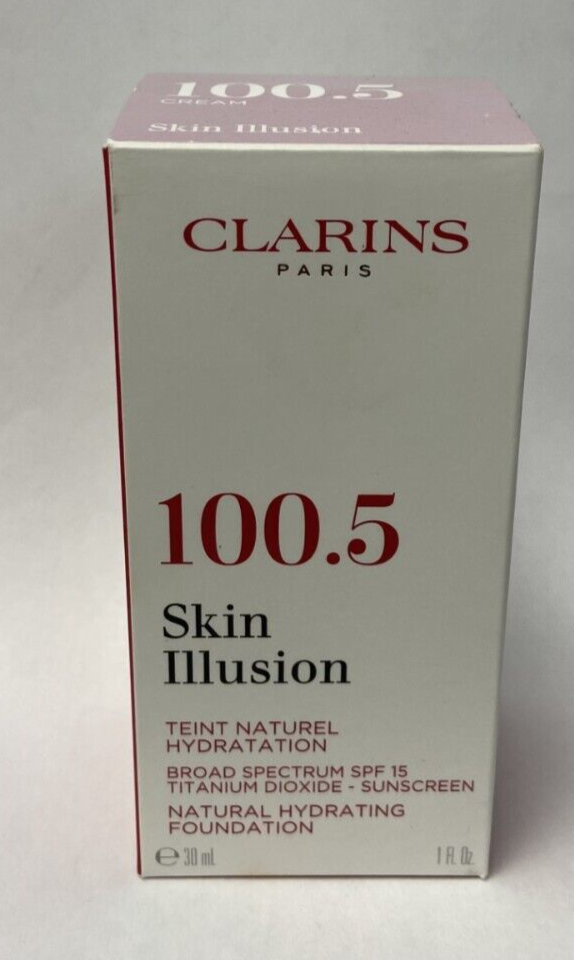 100.5
CREAM
Skin Illusion
CLARINS
PARIS
100.5
Skin
Illusion
TEINT NATUREL
HYDRATATION
BROAD SPECTRUM SPF 15
TITANIUM DIOXIDE - SUNSCREEN
NATURAL HYDRATING
FOUNDATION
℮ 30 mL 1 Fl. Oz.